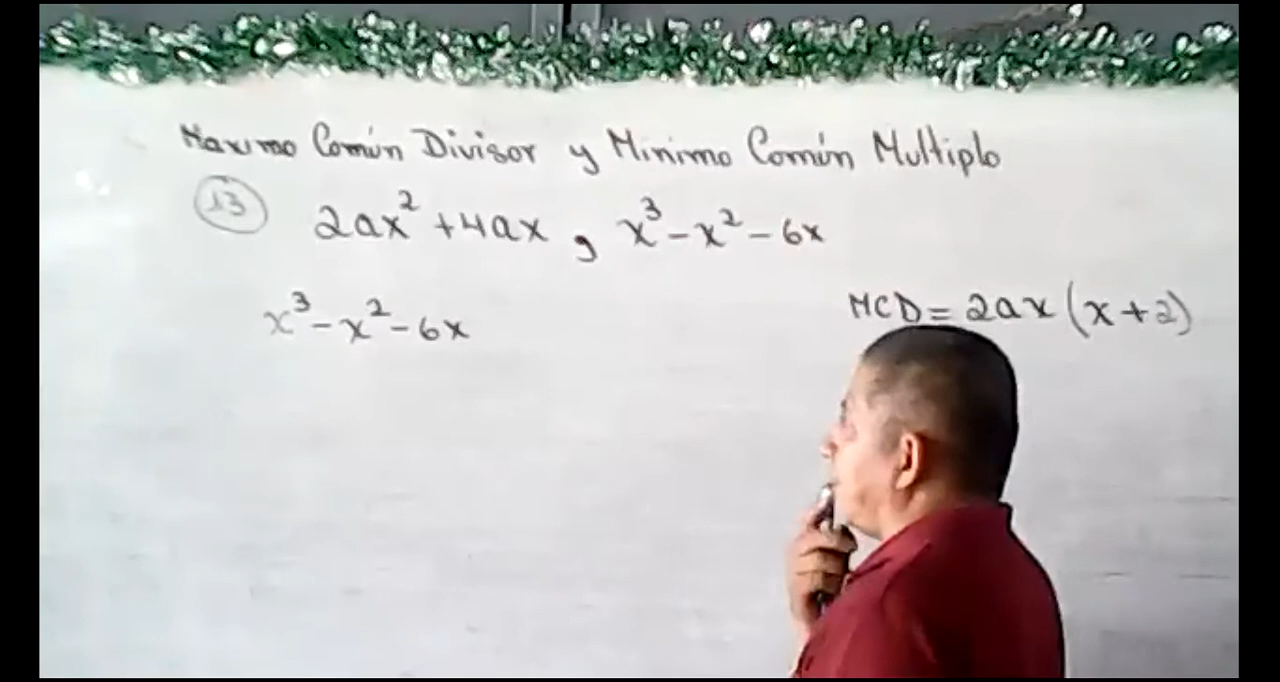 Maximo Común Divisor y Minimo Común Multiplo
13 2ax² + 4ax , x³ - x² - 6x
x³ - x² - 6x
MCD = 2ax (x + 2)